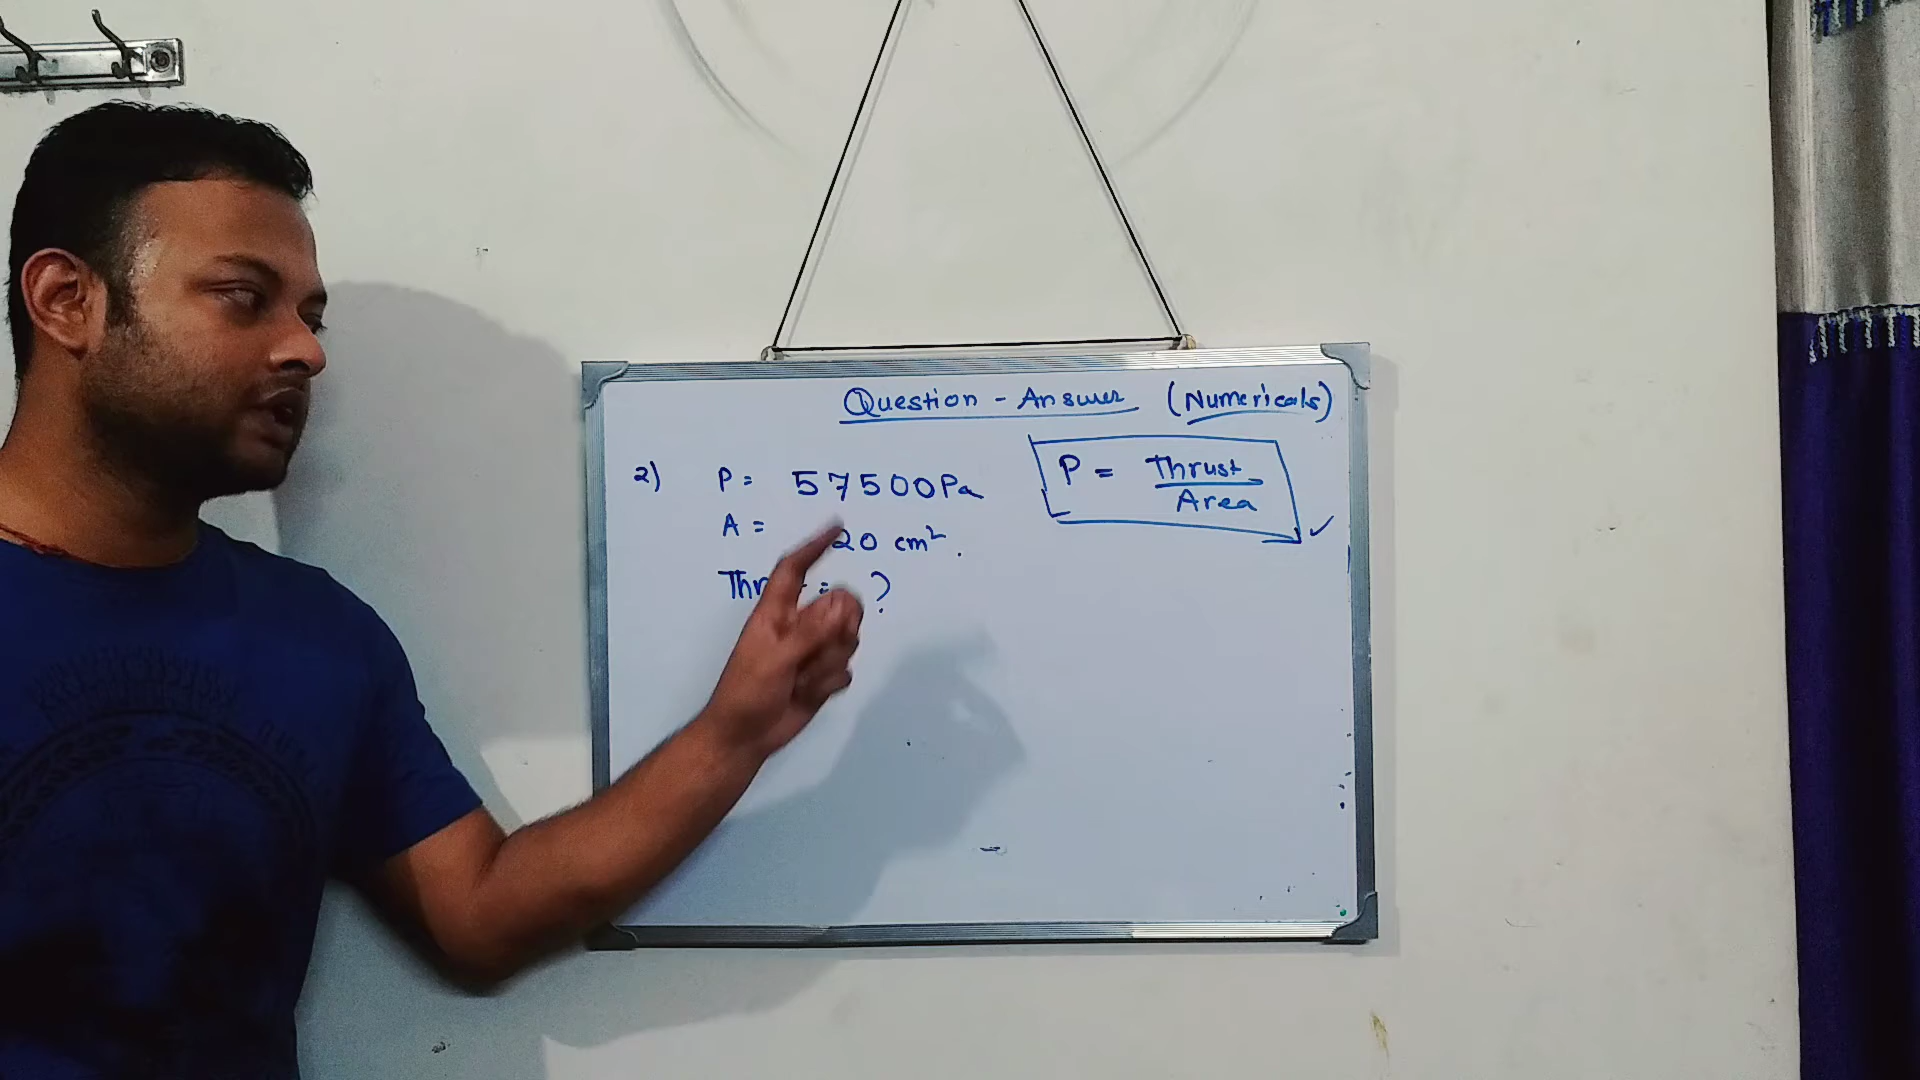 Question - Answer (Numericals)
2) P = 57500Pa
P = Thrust / Area ✓
A = 20 cm².
= ?